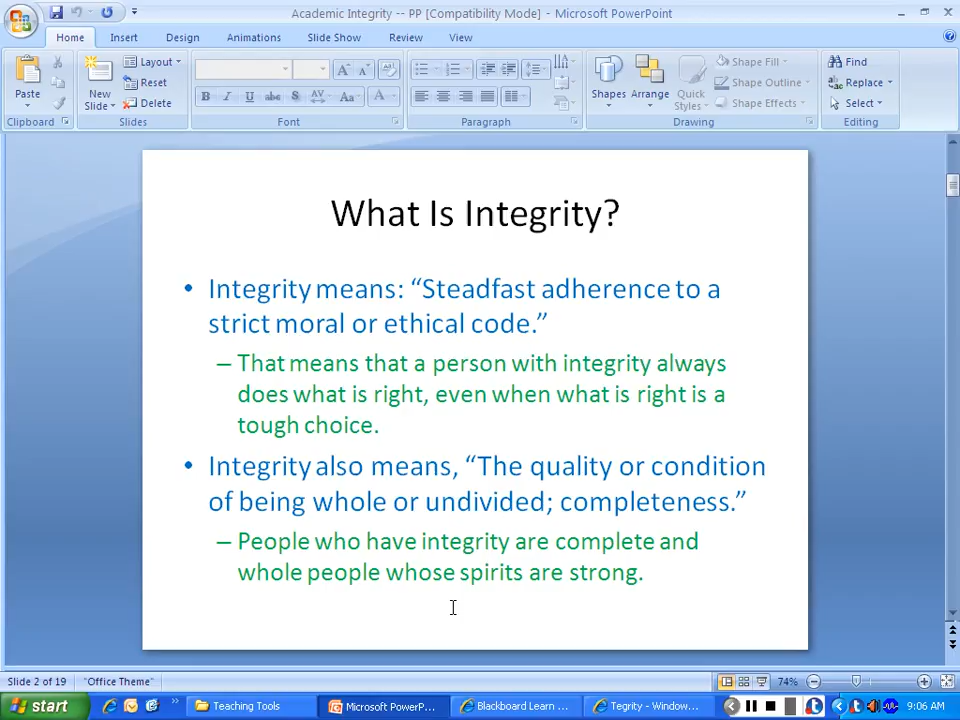 Academic Integrity -- PP [Compatibility Mode] - Microsoft PowerPoint
Home Insert Design Animations Slide Show Review View
Paste
Clipboard
New Slide
Layout
Reset
Delete
Slides
B I U abc S AV Aa A
Font
Paragraph
Shapes Arrange Quick Styles
Shape Fill
Shape Outline
Shape Effects
Drawing
Find
Replace
Select
Editing
What Is Integrity?
• Integrity means: “Steadfast adherence to a
strict moral or ethical code.”
– That means that a person with integrity always
does what is right, even when what is right is a
tough choice.
• Integrity also means, “The quality or condition
of being whole or undivided; completeness.”
– People who have integrity are complete and
whole people whose spirits are strong.
Slide 2 of 19 "Office Theme" 74%
start Teaching Tools Microsoft PowerP... Blackboard Learn ... Tegrity - Window... 9:06 AM